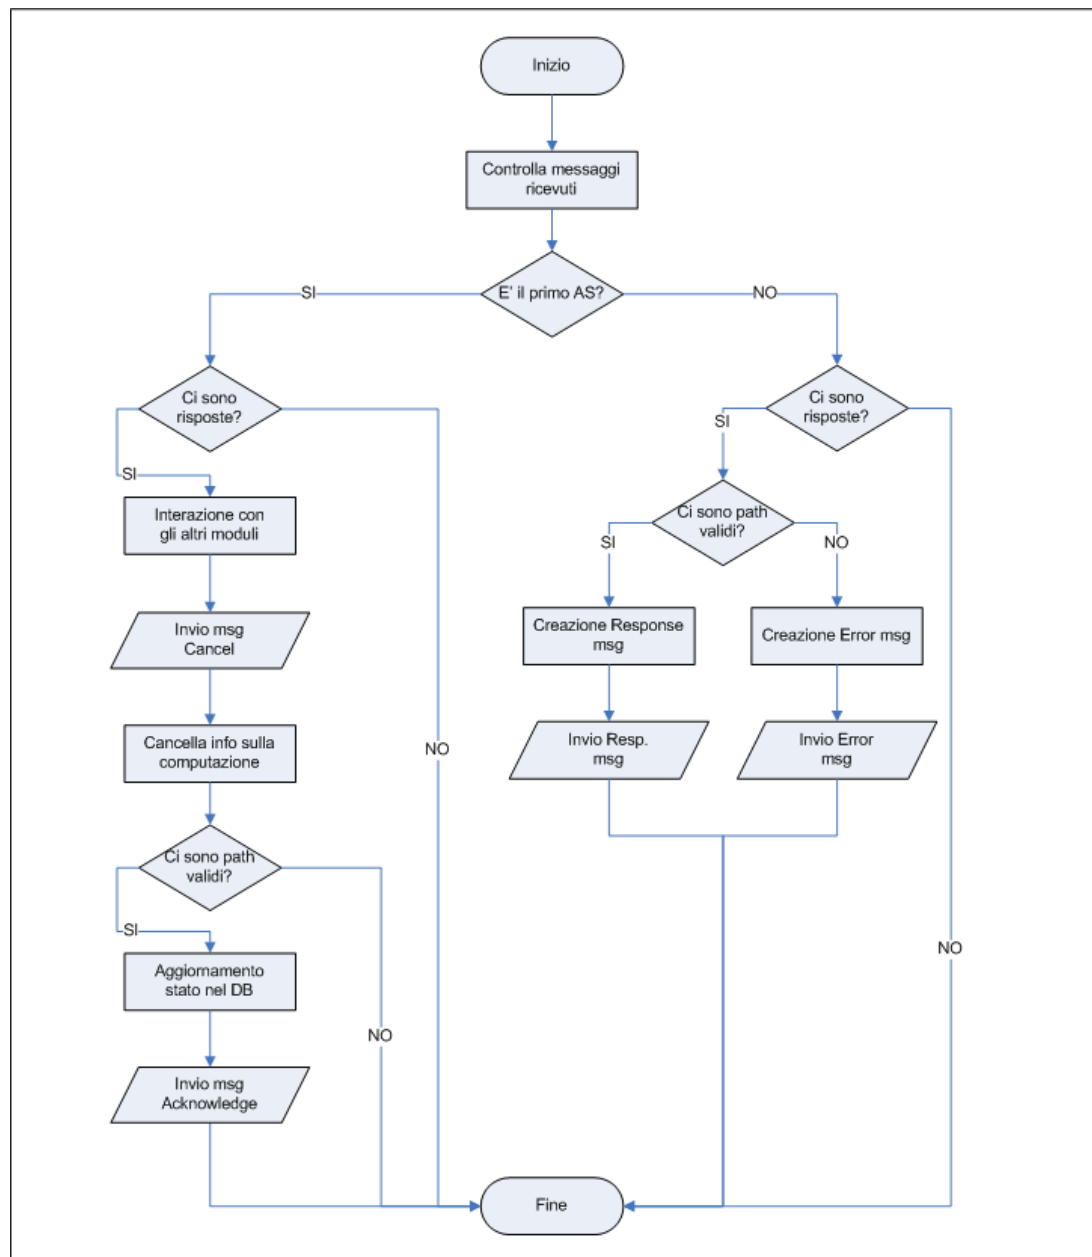 Inizio
Controlla messaggi
ricevuti
E' il primo AS?
SI
NO
Ci sono
risposte?
Ci sono
risposte?
SI
SI
Interazione con
gli altri moduli
Ci sono path
validi?
SI
NO
Invio msg
Cancel
Creazione Response
msg
Creazione Error msg
Cancella info sulla
computazione
NO
Invio Resp.
msg
Invio Error
msg
Ci sono path
validi?
SI
NO
Aggiornamento
stato nel DB
NO
Invio msg
Acknowledge
Fine